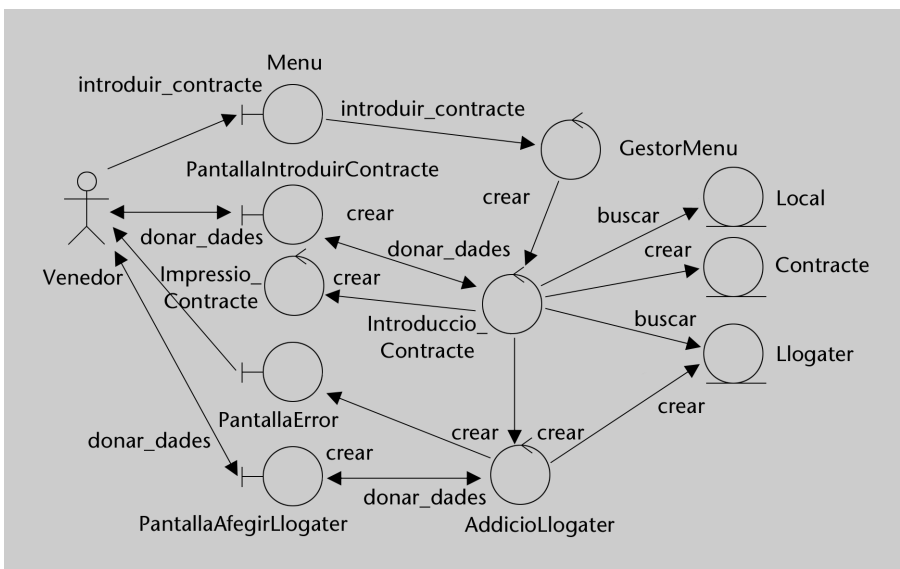 Menu
introduir_contracte
introduir_contracte
GestorMenu
PantallaIntroduirContracte
crear
crear
Local
buscar
donar_dades
donar_dades
crear
Contracte
Venedor
Impressio_
Contracte
crear
Introduccio_
Contracte
buscar
Llogater
crear
PantallaError
crear
crear
donar_dades
crear
donar_dades
PantallaAfegirLlogater
AddicioLlogater